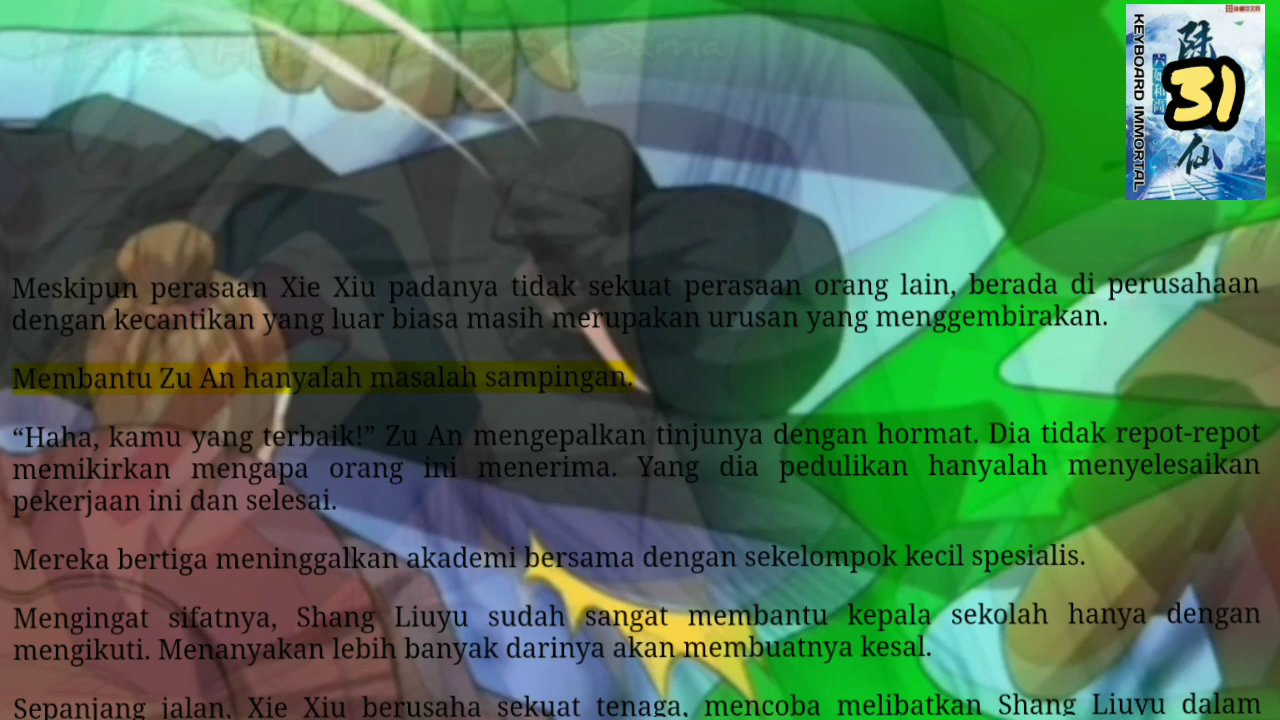 KEYBOARD IMMORTAL
陆
31
仙
Meskipun perasaan Xie Xiu padanya tidak sekuat perasaan orang lain, berada di perusahaan
dengan kecantikan yang luar biasa masih merupakan urusan yang menggembirakan.
Membantu Zu An hanyalah masalah sampingan.
“Haha, kamu yang terbaik!” Zu An mengepalkan tinjunya dengan hormat. Dia tidak repot-repot
memikirkan mengapa orang ini menerima. Yang dia pedulikan hanyalah menyelesaikan
pekerjaan ini dan selesai.
Mereka bertiga meninggalkan akademi bersama dengan sekelompok kecil spesialis.
Mengingat sifatnya, Shang Liuyu sudah sangat membantu kepala sekolah hanya dengan
mengikuti. Menanyakan lebih banyak darinya akan membuatnya kesal.
Sepanjang jalan, Xie Xiu berusaha sekuat tenaga, mencoba melibatkan Shang Liuyu dalam